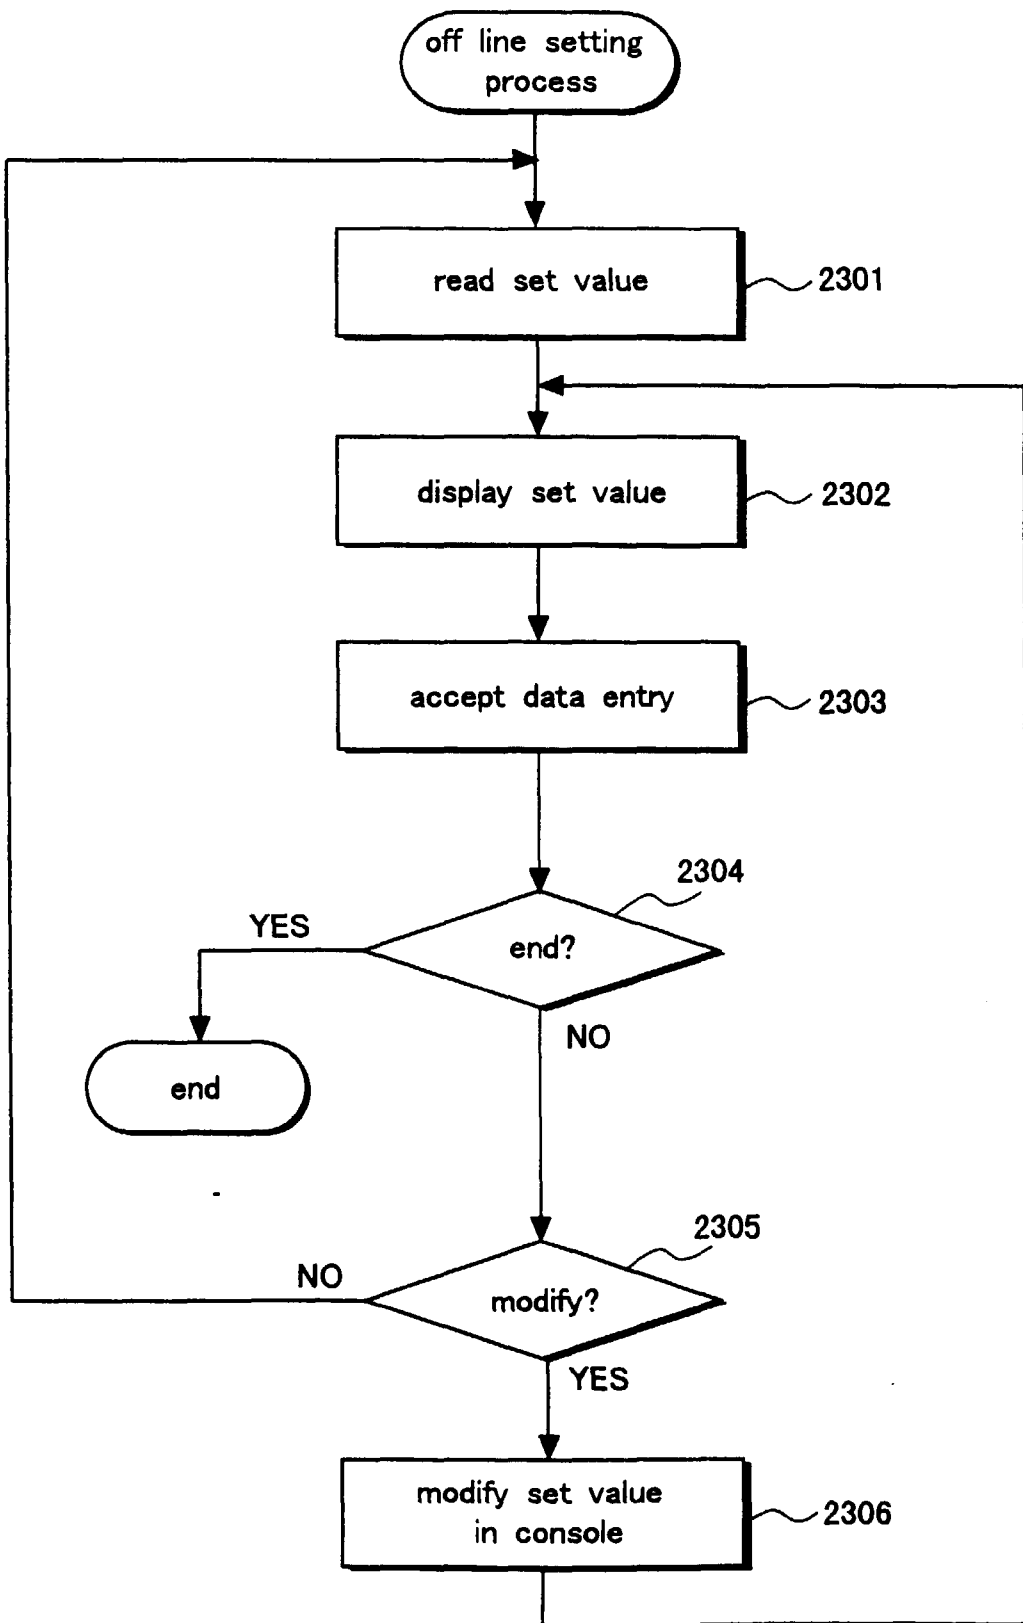 off line setting
process
read set value
2301
display set value
2302
accept data entry
2303
2304
YES
end?
NO
end
2305
NO
modify?
YES
modify set value
in console
2306